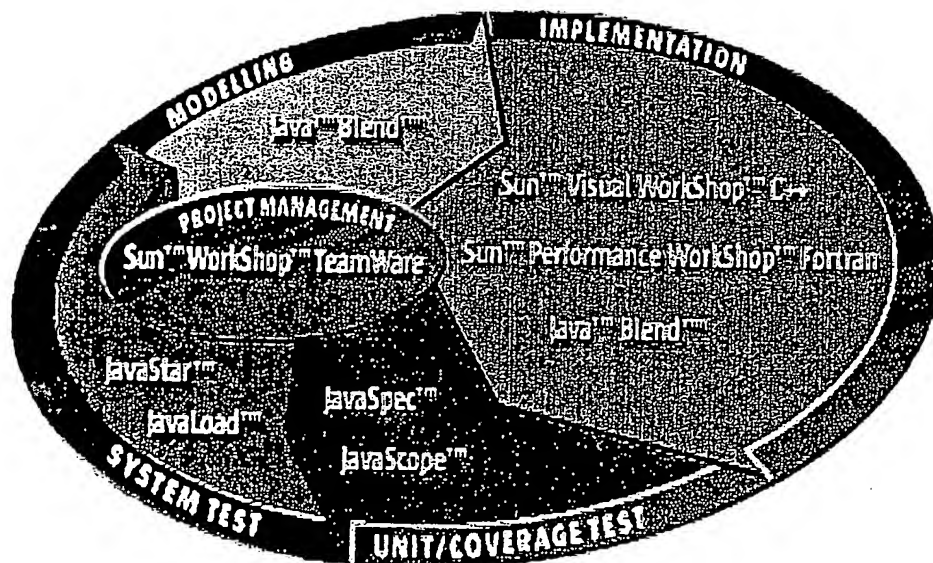 MODELLING
IMPLEMENTATION
Java™ Blend™
Sun™ Visual WorkShop™ C++
PROJECT MANAGEMENT
Sun™ WorkShop™ TeamWare
Sun™ Performance WorkShop™ Fortran
Java™ Blend™
JavaStar™
JavaLoad™
JavaSpec™
JavaScope™
SYSTEM TEST
UNIT/COVERAGE TEST